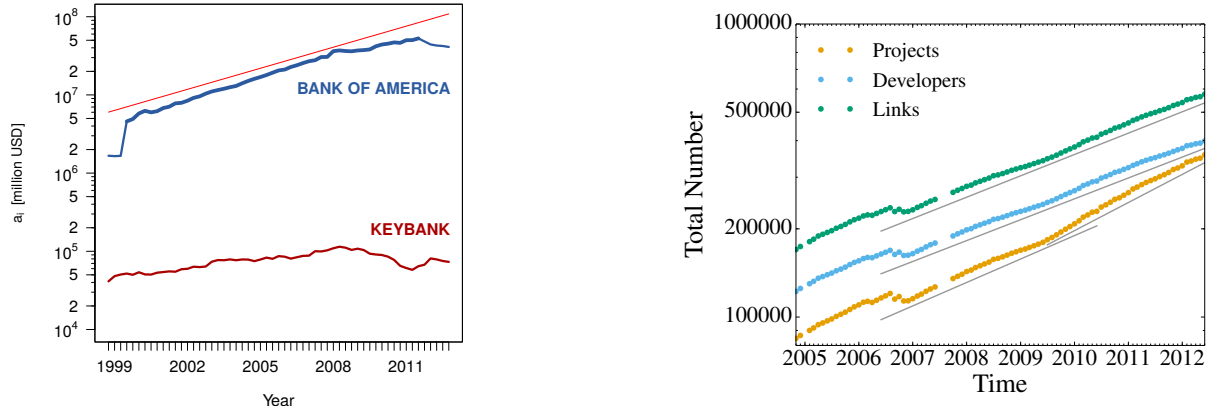 a_i [million USD]
10^8
5
2
10^7
5
2
10^6
5
2
10^5
5
2
10^4
BANK OF AMERICA
KEYBANK
1999 2002 2005 2008 2011
Year
Total Number
1000000
500000
200000
100000
Projects
Developers
Links
2005 2006 2007 2008 2009 2010 2011 2012
Time